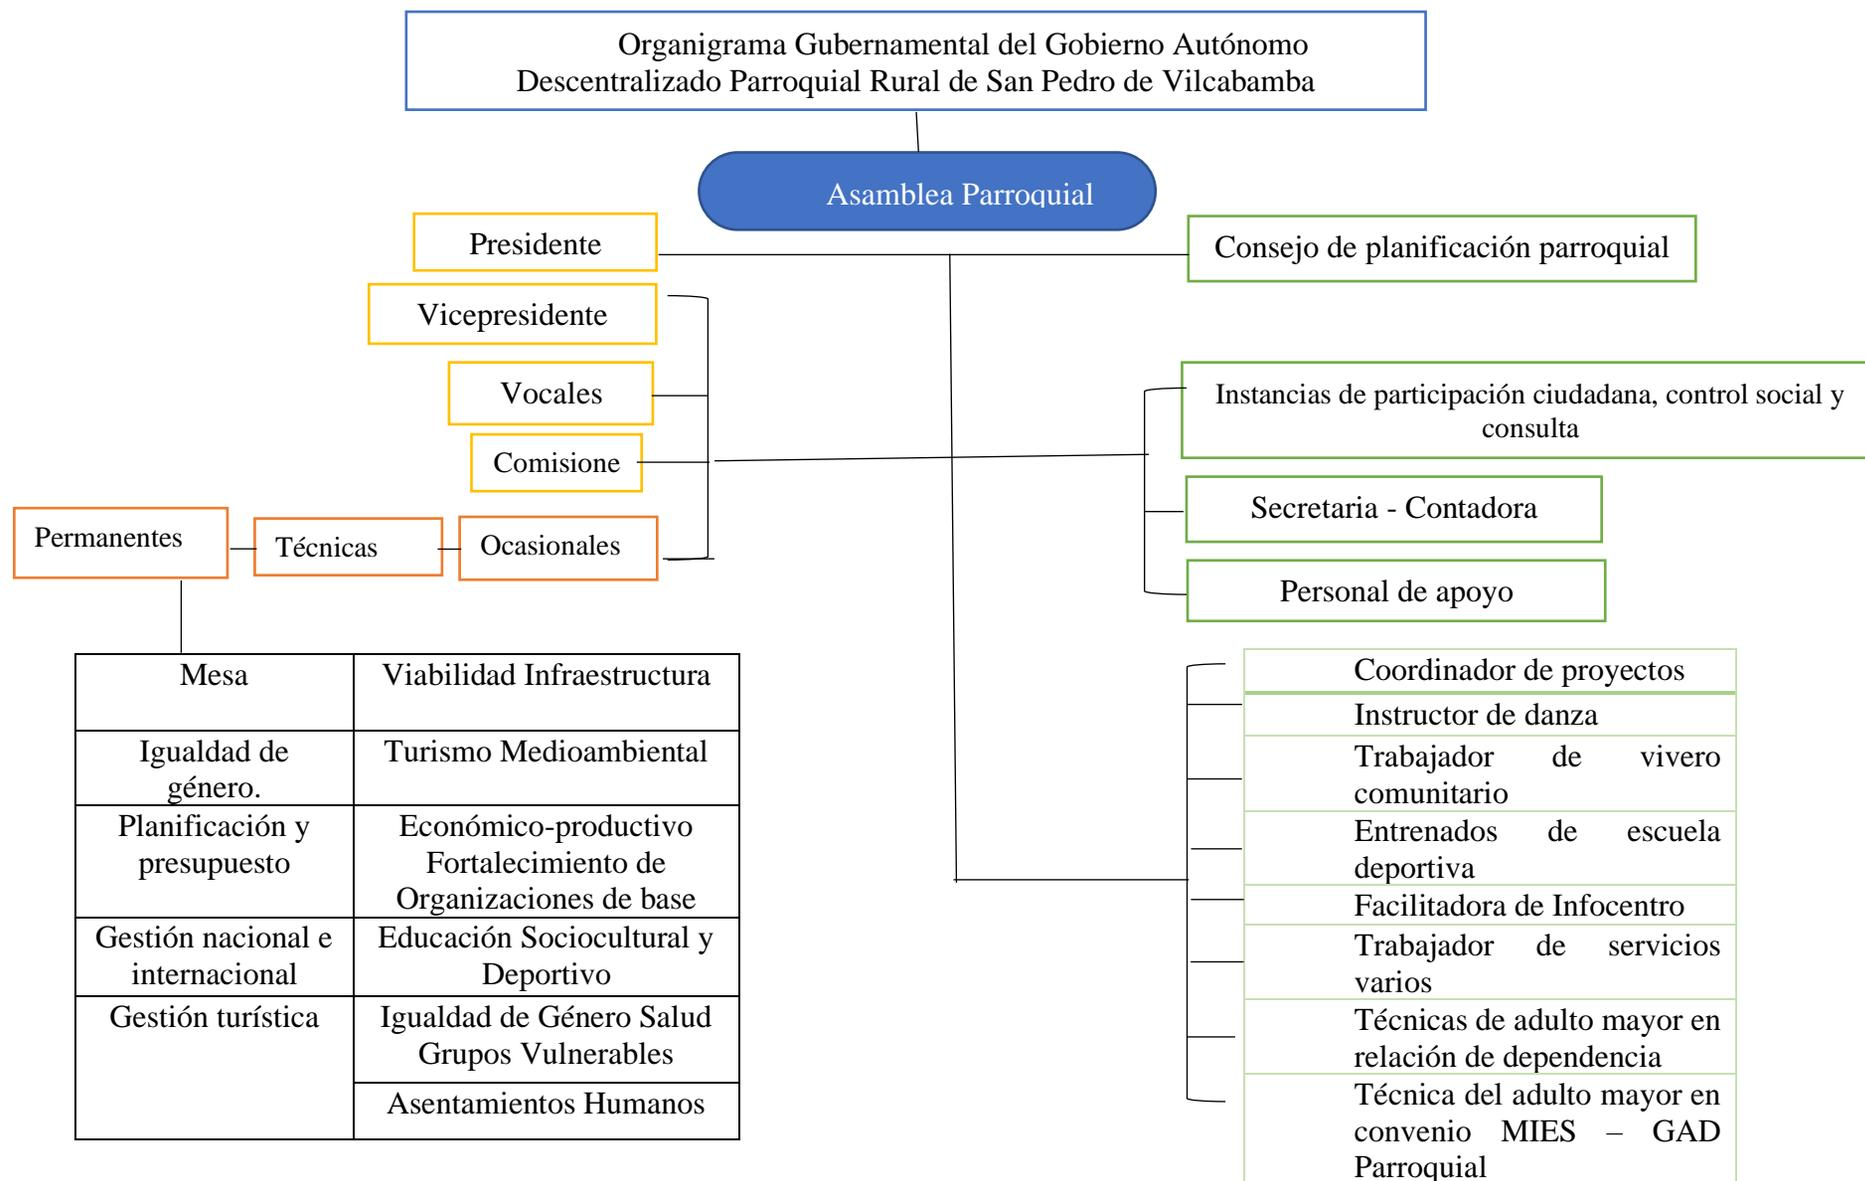 Organigrama Gubernamental del Gobierno Autónomo
Descentralizado Parroquial Rural de San Pedro de Vilcabamba
Asamblea Parroquial
Presidente
Consejo de planificación parroquial
Vicepresidente
Vocales
Instancias de participación ciudadana, control social y
consulta
Comisione
Secretaria - Contadora
Permanentes
Técnicas
Ocasionales
Personal de apoyo
Mesa
Viabilidad Infraestructura
Igualdad de
género.
Turismo Medioambiental
Planificación y
presupuesto
Económico-productivo
Fortalecimiento de
Organizaciones de base
Gestión nacional e
internacional
Educación Sociocultural y
Deportivo
Gestión turística
Igualdad de Género Salud
Grupos Vulnerables
Asentamientos Humanos
Coordinador de proyectos
Instructor de danza
Trabajador de vivero
comunitario
Entrenados de escuela
deportiva
Facilitadora de Infocentro
Trabajador de servicios
varios
Técnicas de adulto mayor en
relación de dependencia
Técnica del adulto mayor en
convenio MIES – GAD
Parroquial